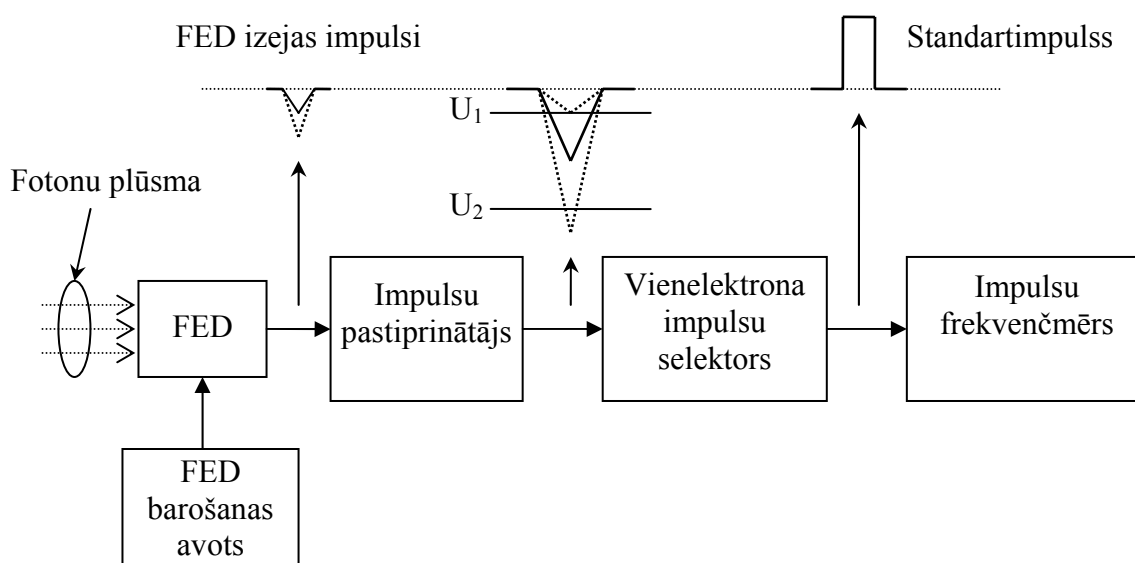 FED izejas impulsi
Standartimpulss
U₁
U₂
Fotonu plūsma
FED
Impulsu
pastiprinātājs
Vienelektrona
impulsu
selektors
Impulsu
frekvenčmērs
FED
barošanas
avots